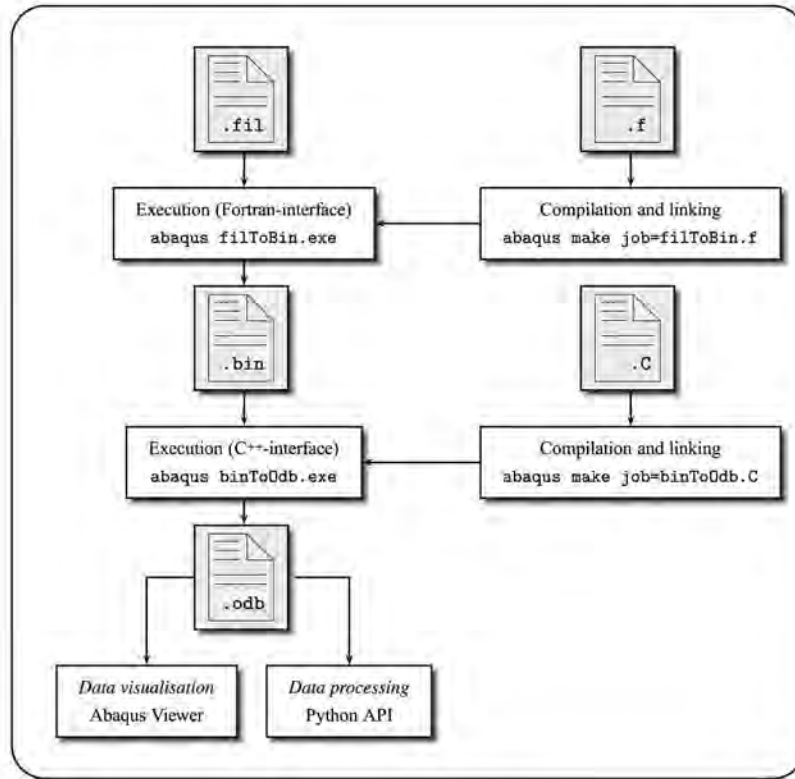 .fil
.f
Execution (Fortran-interface)
abaqus filToBin.exe
Compilation and linking
abaqus make job=filToBin.f
.bin
.C
Execution (C++-interface)
abaqus binToOdb.exe
Compilation and linking
abaqus make job=binToOdb.C
.odb
Data visualisation
Abaqus Viewer
Data processing
Python API